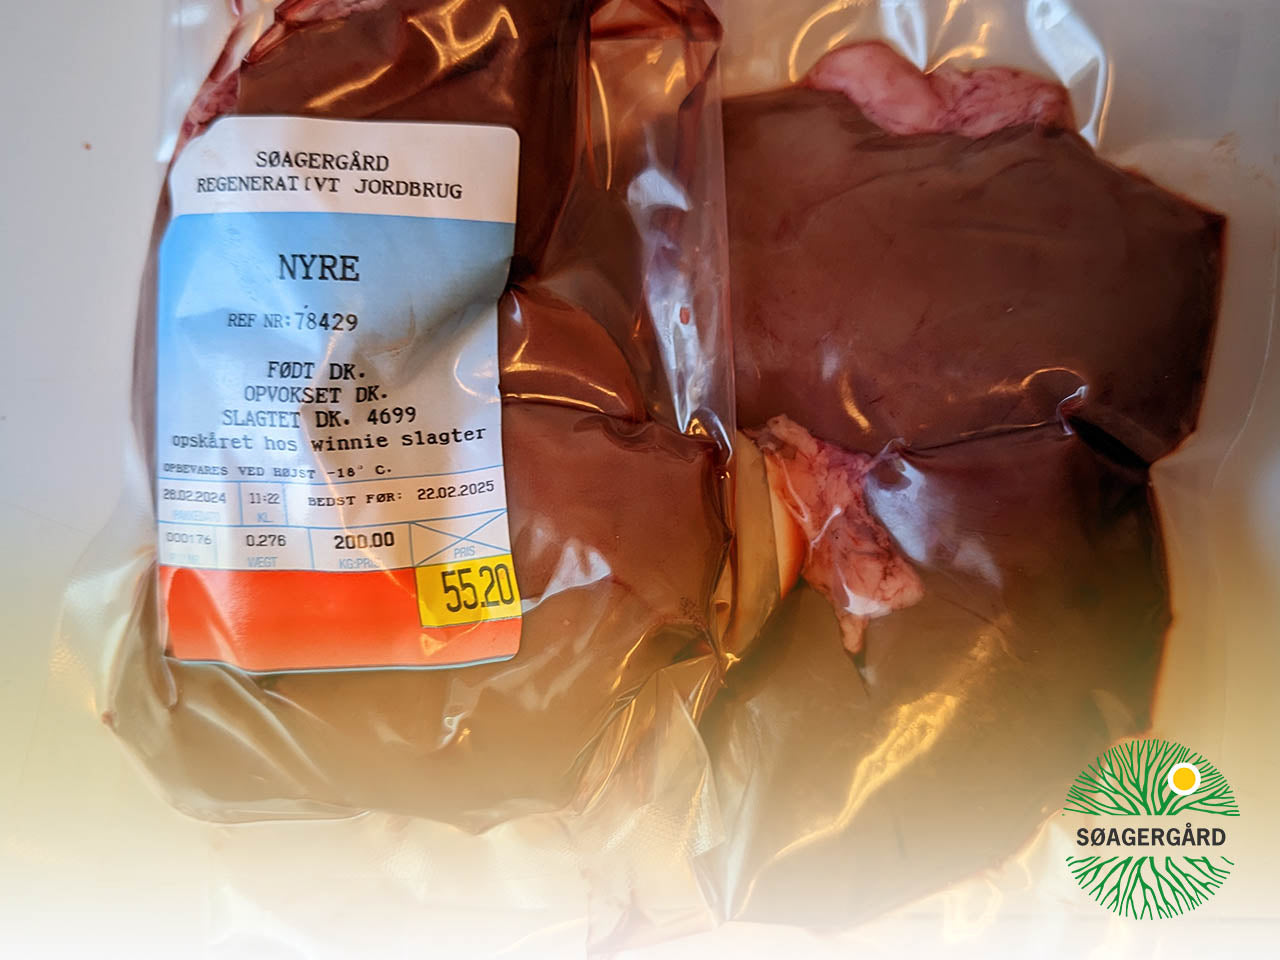 SØAGERGÅRD
REGENERATIVT JORDBRUG
NYRE
REF NR: 78429
FØDT DK.
OPVOKSET DK.
SLAGTET DK. 4699
opskåret hos winnie slagter
OPBEVARES VED HØJST -18° C.
28.02.2024 11:22 BEDST FØR: 22.02.2025
PAKKEDATO KL.
000176 0.276 200.00
VÆGT KG:PRIS PRIS
55.20
SØAGERGÅRD